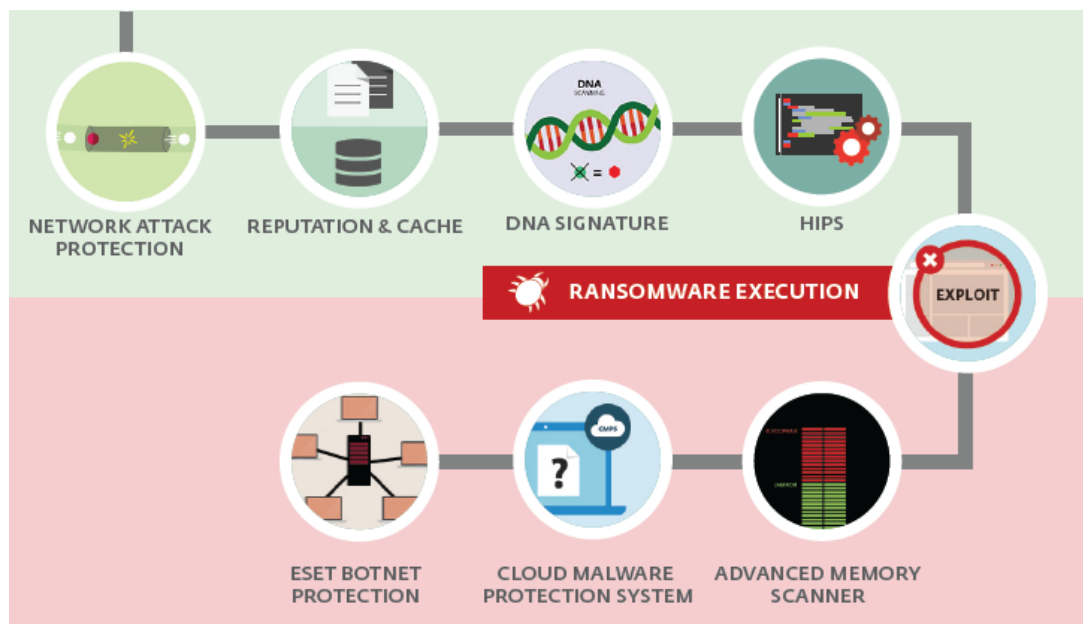 DNA
SCANNING
= 
NETWORK ATTACK
PROTECTION
REPUTATION & CACHE
DNA SIGNATURE
HIPS
RANSOMWARE EXECUTION
EXPLOIT
CMPS
?
ESET BOTNET
PROTECTION
CLOUD MALWARE
PROTECTION SYSTEM
ADVANCED MEMORY
SCANNER